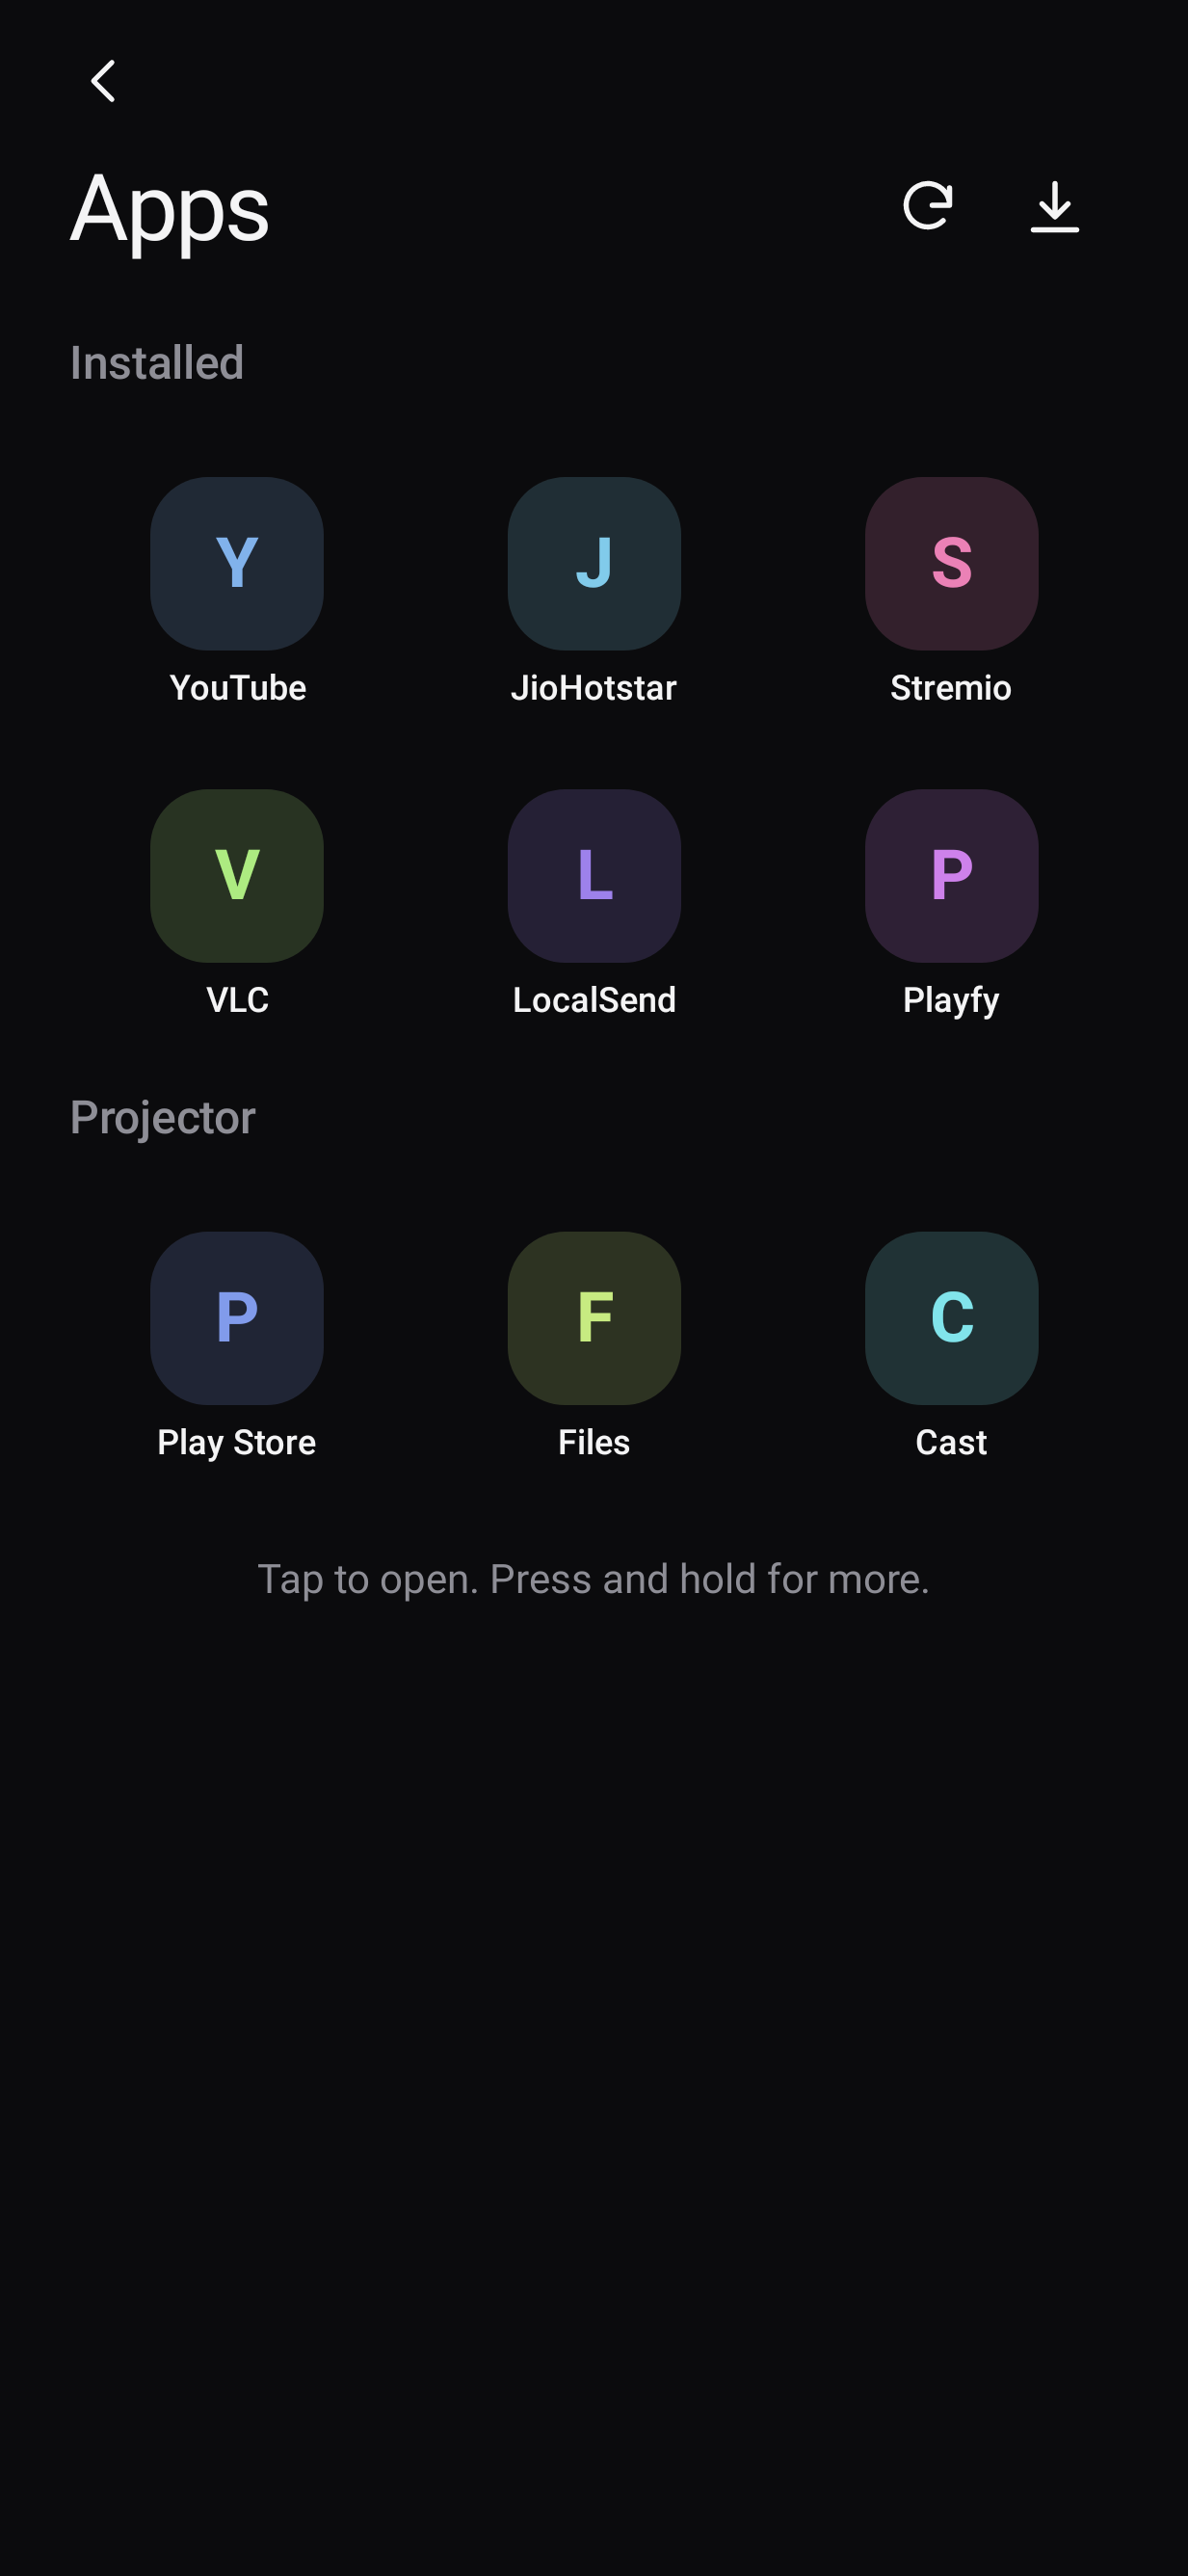 Apps
Installed
Y J S
YouTube JioHotstar Stremio
V L P
VLC LocalSend Playfy
Projector
P F C
Play Store Files Cast
Tap to open. Press and hold for more.